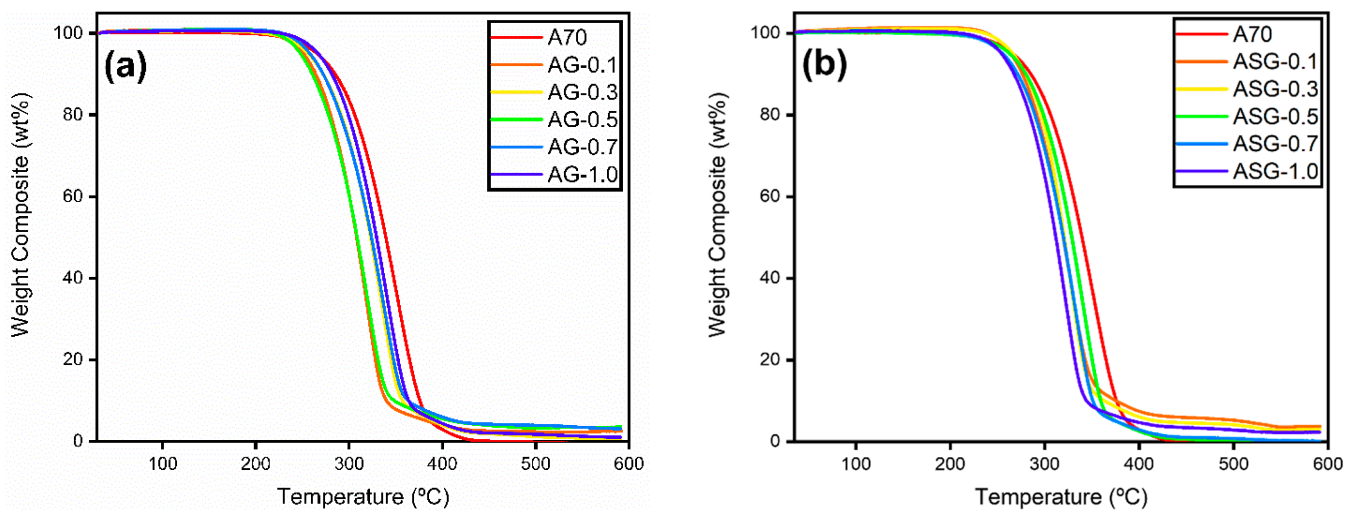 (a)
A70
AG-0.1
AG-0.3
AG-0.5
AG-0.7
AG-1.0
Weight Composite (wt%)
100
80
60
40
20
0
100 200 300 400 500 600
Temperature (ºC)
(b)
A70
ASG-0.1
ASG-0.3
ASG-0.5
ASG-0.7
ASG-1.0
Weight Composite (wt%)
100
80
60
40
20
0
100 200 300 400 500 600
Temperature (ºC)